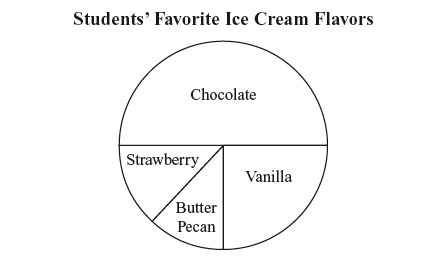 Students’ Favorite Ice Cream Flavors
Chocolate
Strawberry
Vanilla
Butter
Pecan